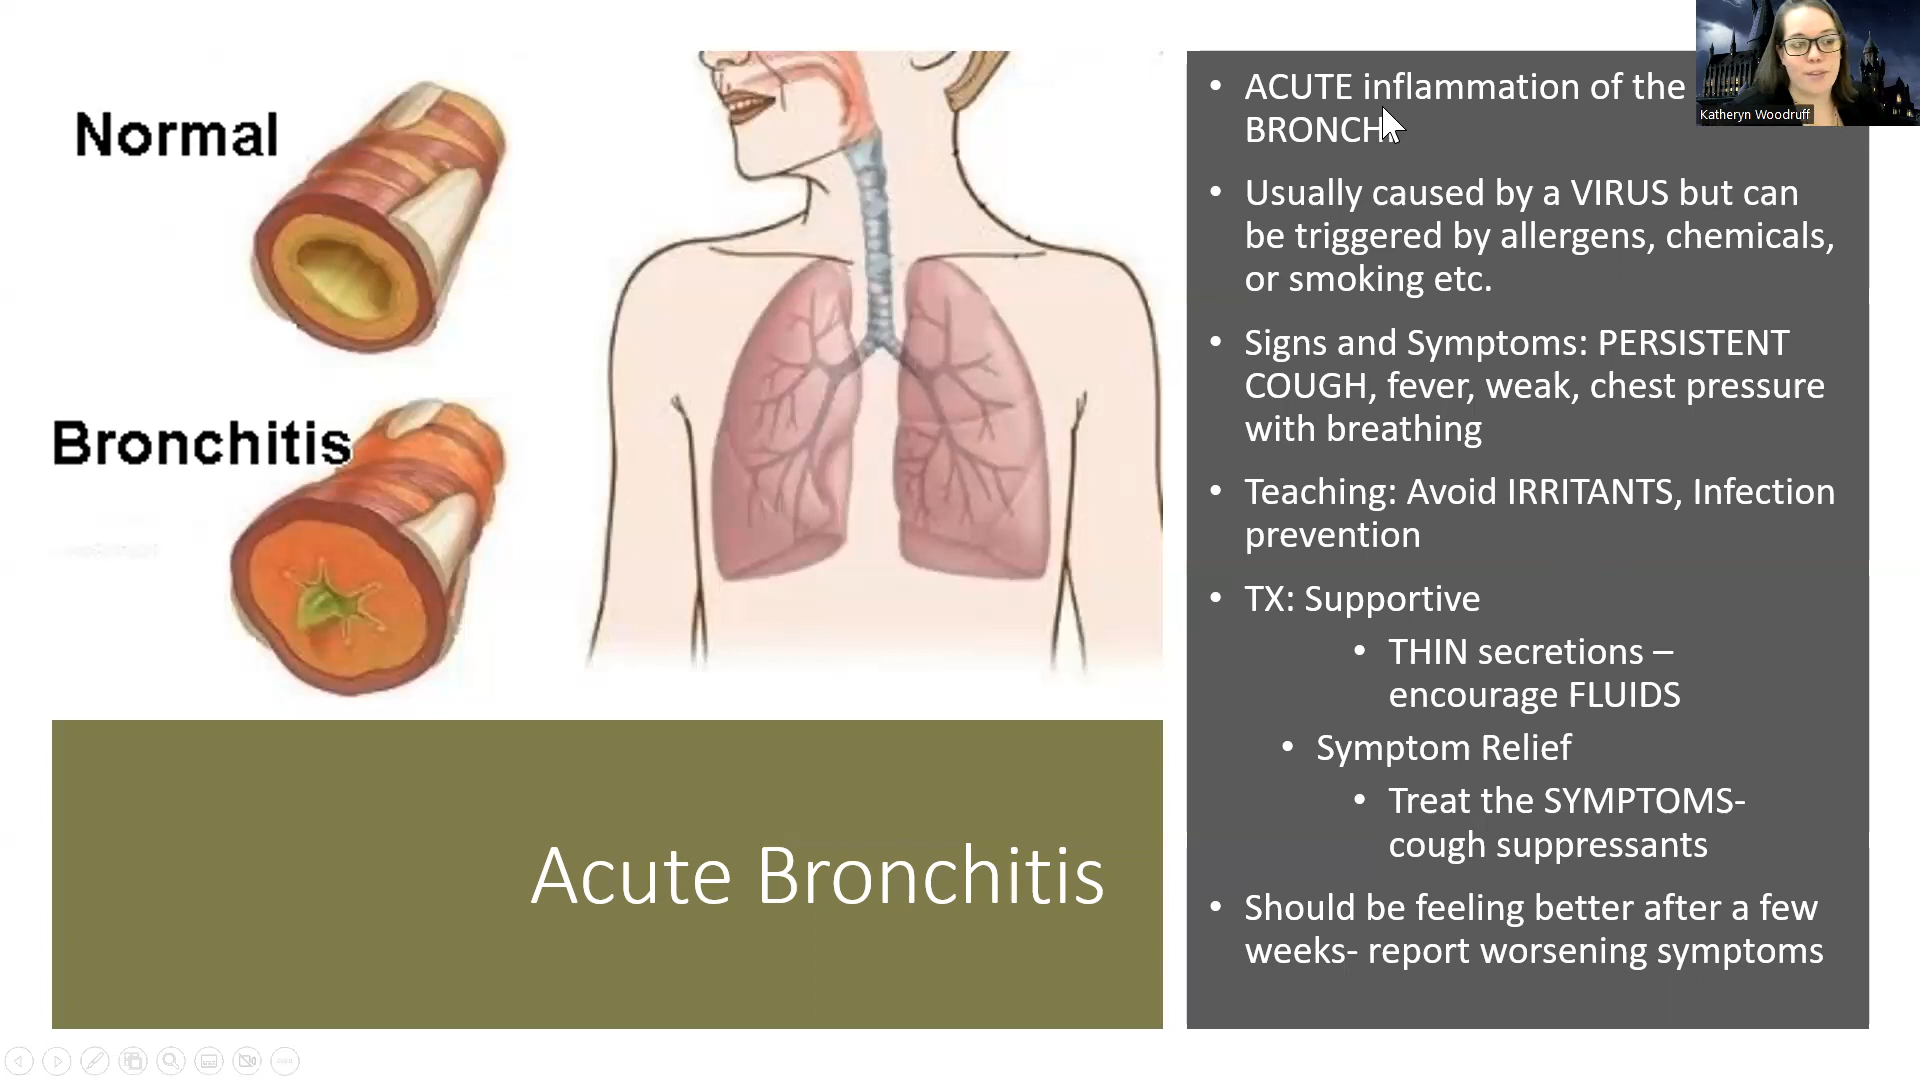 Normal
Bronchitis
Acute Bronchitis
• ACUTE inflammation of the
BRONCHI
• Usually caused by a VIRUS but can
be triggered by allergens, chemicals,
or smoking etc.
• Signs and Symptoms: PERSISTENT
COUGH, fever, weak, chest pressure
with breathing
• Teaching: Avoid IRRITANTS, Infection
prevention
• TX: Supportive
• THIN secretions –
encourage FLUIDS
• Symptom Relief
• Treat the SYMPTOMS-
cough suppressants
• Should be feeling better after a few
weeks- report worsening symptoms
Katheryn Woodruff